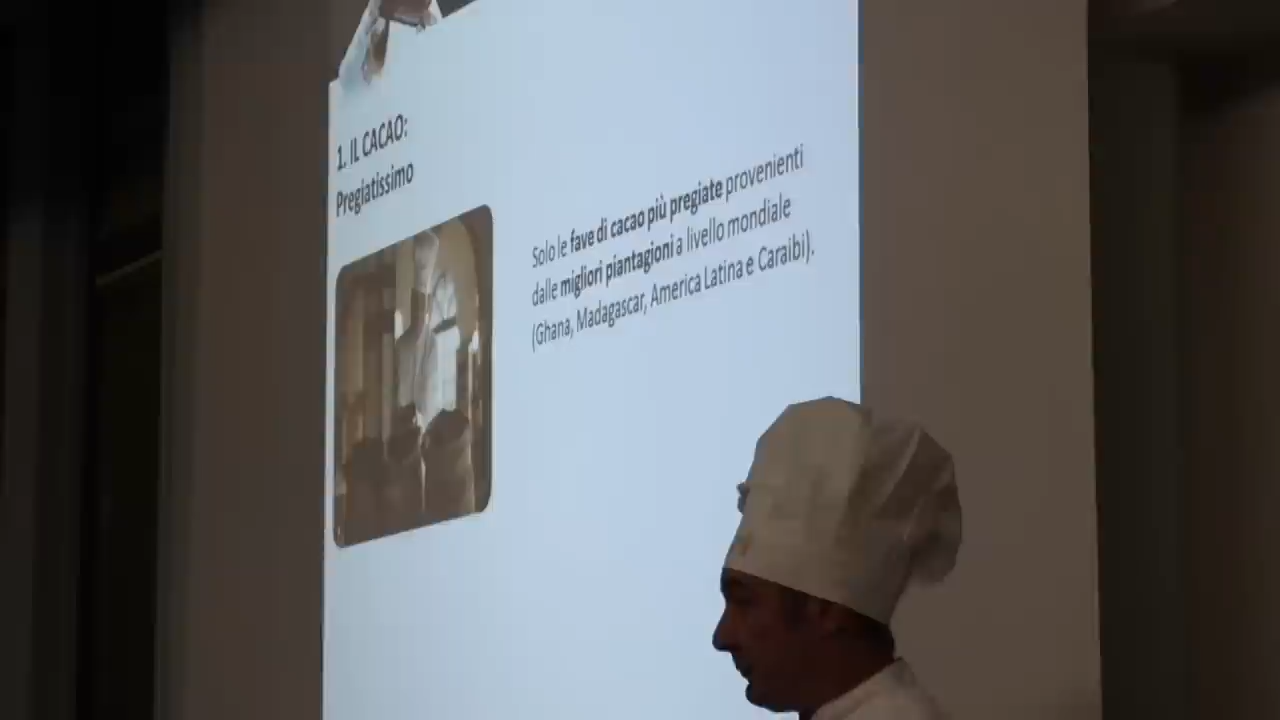 1. IL CACAO:
Pregiatissimo
Solo le fave di cacao più pregiate provenienti
dalle migliori piantagioni a livello mondiale
(Ghana, Madagascar, America Latina e Caraibi).